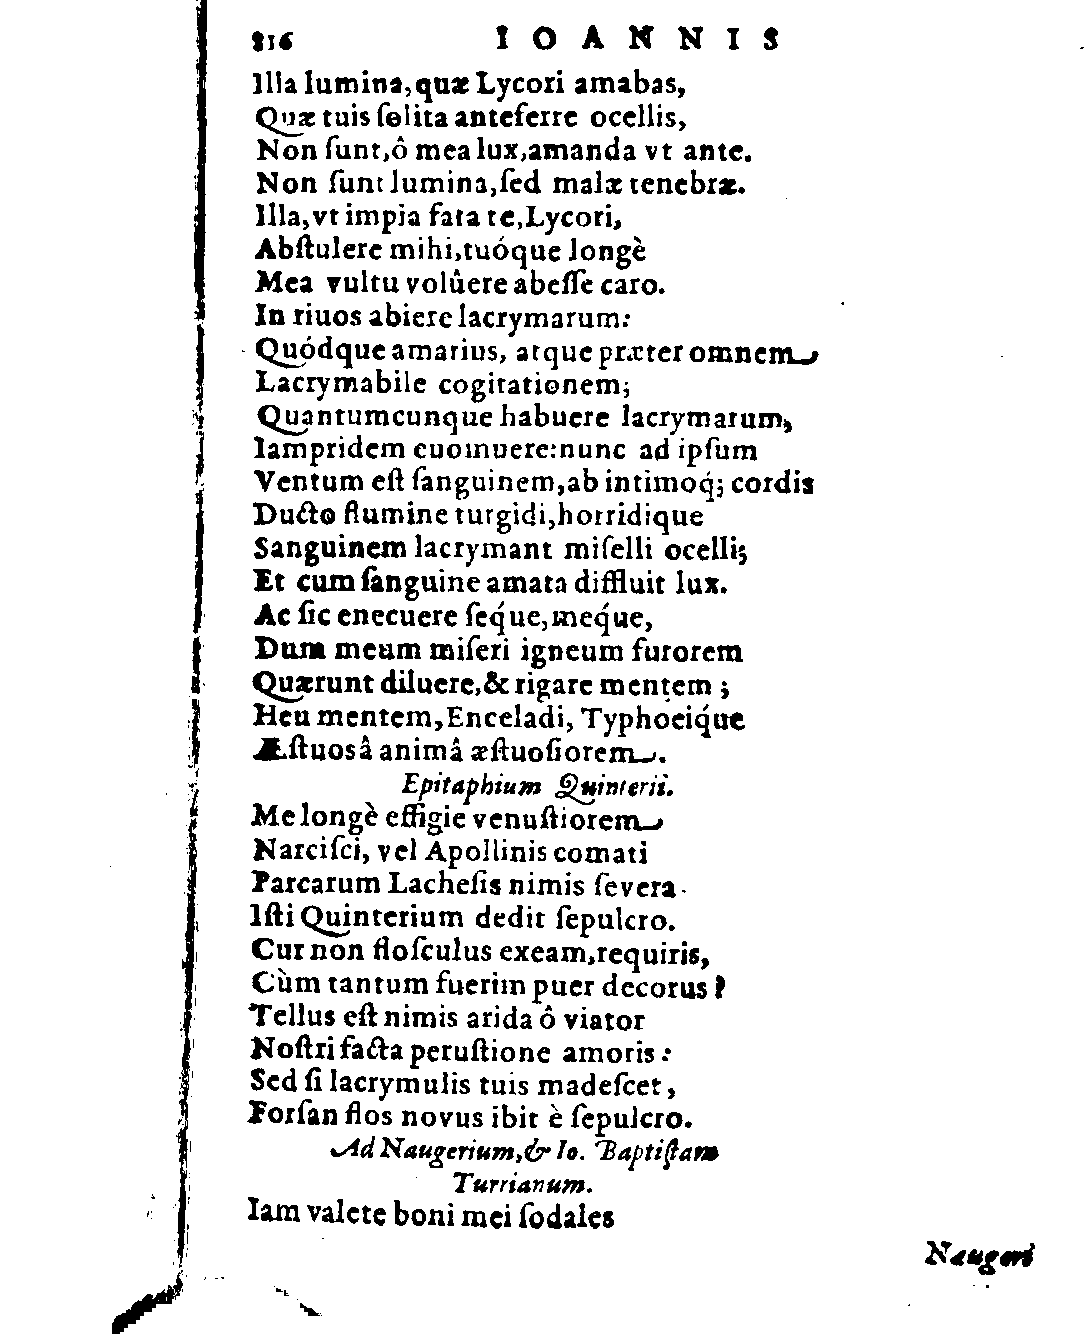 816 IOANNIS
Illa lumina, quæ Lycori amabas,
Quæ tuis ſolita anteferre ocellis,
Non ſunt, ô mea lux, amanda vt ante.
Non ſunt lumina, ſed malæ tenebræ.
Illa, vt impia fata te, Lycori,
Abſtulere mihi, tuóque longè
Mea vultu volûere abeſſe caro.
In riuos abiere lacrymarum:
Quódque amarius, atque præter omnem
Lacrymabile cogitationem;
Quantumcunque habuere lacrymarum,
Iampridem euomuere: nunc ad ipſum
Ventum eſt ſanguinem, ab intimoq́; cordis
Ducto flumine turgidi, horridique
Sanguinem lacrymant miſelli ocelli;
Et cum ſanguine amata diffluit lux.
Ac ſic enecuere ſeq́ue, meq́ue,
Dum meum miſeri igneum furorem
Quærunt diluere, & rigare mentem;
Heu mentem, Enceladi, Typhoeiq́ue
Æſtuosâ animâ æſtuoſiorem.
Epitaphium Quinterii.
Me longè effigie venuſtiorem
Narciſci, vel Apollinis comati
Parcarum Lacheſis nimis ſevera
Iſti Quinterium dedit ſepulcro.
Cur non floſculus exeam, requiris,
Cùm tantum fuerim puer decorus?
Tellus eſt nimis arida ô viator
Noſtri facta peruſtione amoris:
Sed ſi lacrymulis tuis madeſcet,
Forſan flos novus ibit è ſepulcro.
Ad Naugerium, & Io. Baptiſtam
Turrianum.
Iam valete boni mei ſodales
Naugeri